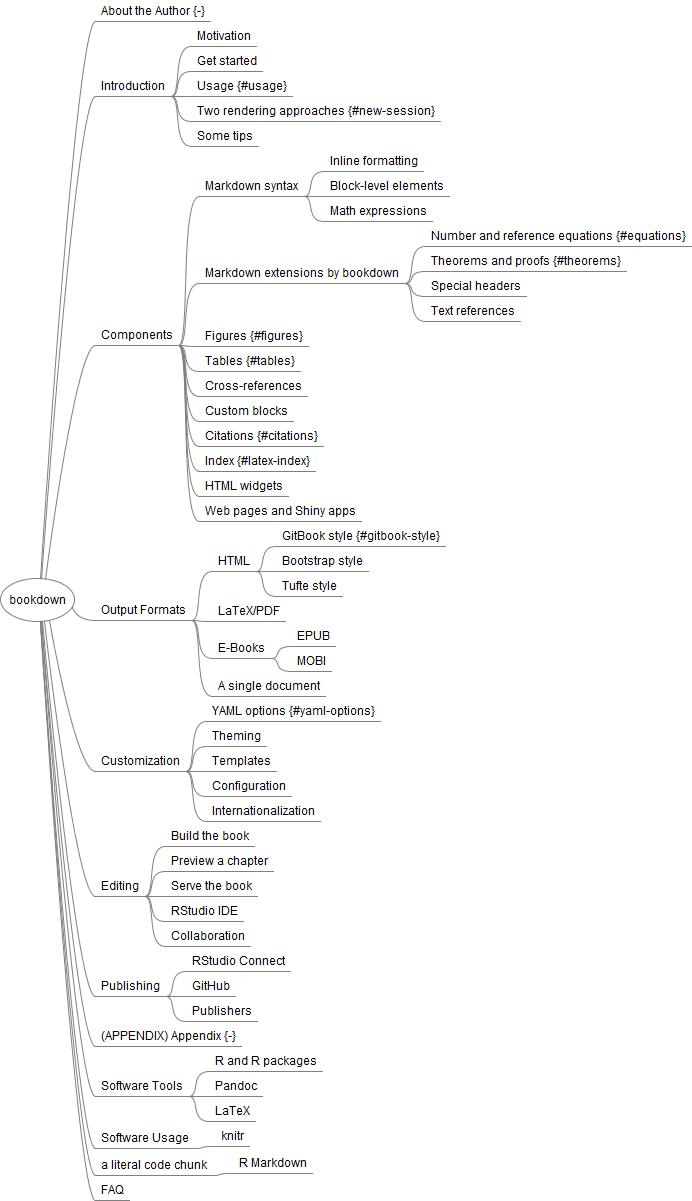 bookdown
About the Author {-}
Introduction
Motivation
Get started
Usage {#usage}
Two rendering approaches {#new-session}
Some tips
Components
Markdown syntax
Inline formatting
Block-level elements
Math expressions
Markdown extensions by bookdown
Number and reference equations {#equations}
Theorems and proofs {#theorems}
Special headers
Text references
Figures {#figures}
Tables {#tables}
Cross-references
Custom blocks
Citations {#citations}
Index {#latex-index}
HTML widgets
Web pages and Shiny apps
Output Formats
HTML
GitBook style {#gitbook-style}
Bootstrap style
Tufte style
LaTeX/PDF
E-Books
EPUB
MOBI
A single document
Customization
YAML options {#yaml-options}
Theming
Templates
Configuration
Internationalization
Editing
Build the book
Preview a chapter
Serve the book
RStudio IDE
Collaboration
Publishing
RStudio Connect
GitHub
Publishers
(APPENDIX) Appendix {-}
Software Tools
R and R packages
Pandoc
LaTeX
Software Usage
knitr
a literal code chunk
R Markdown
FAQ